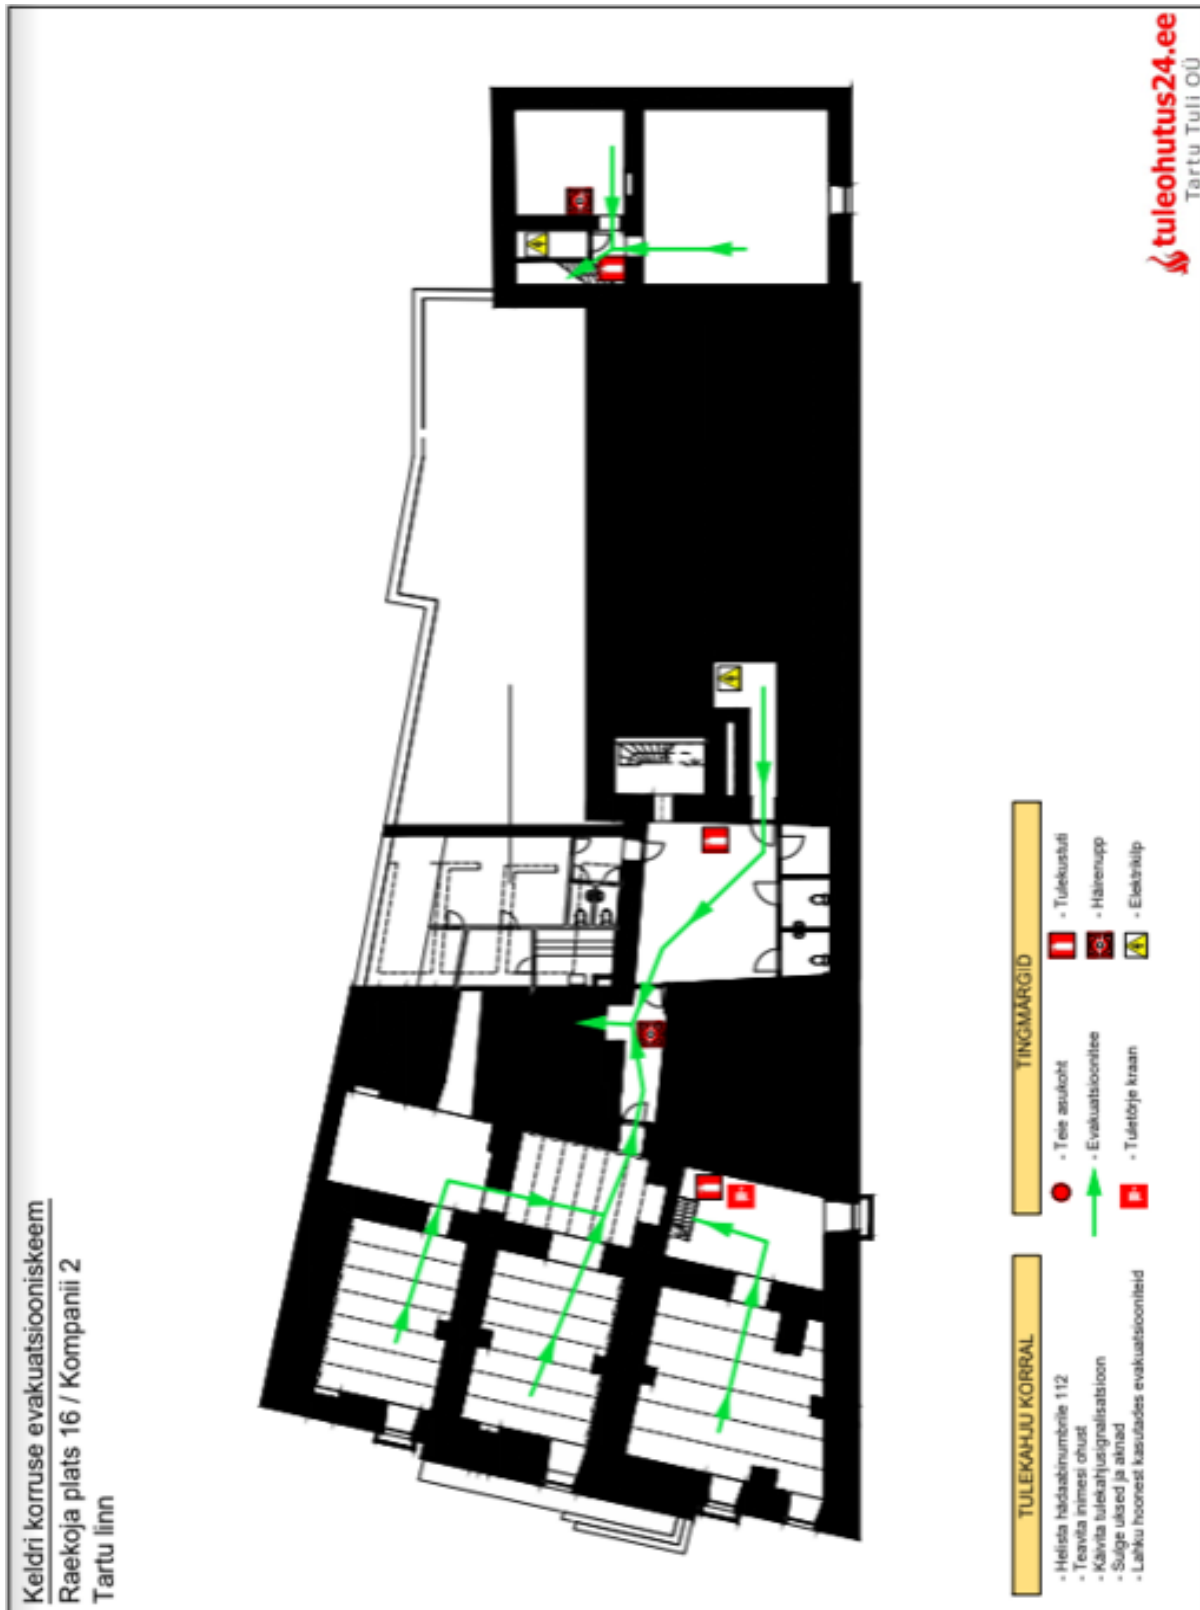 Keldri korruse evakuatsiooniskeem
Raekoja plats 16 / Kompanii 2
Tartu linn
TULEKAHJU KORRAL
- Helista hädaabinumbrile 112
- Teavita inimesi ohust
- Käivita tulekahjusignalisatsioon
- Sulge uksed ja aknad
- Lahku hoonest kasutades evakuatsiooniteid
TINGMÄRGID
- Teie asukoht
- Evakuatsioonitee
- Tuletõrje kraan
- Tulekustuti
- Häirenupp
- Elektrikilp
tuleohutus24.ee
Tartu Tuli OÜ